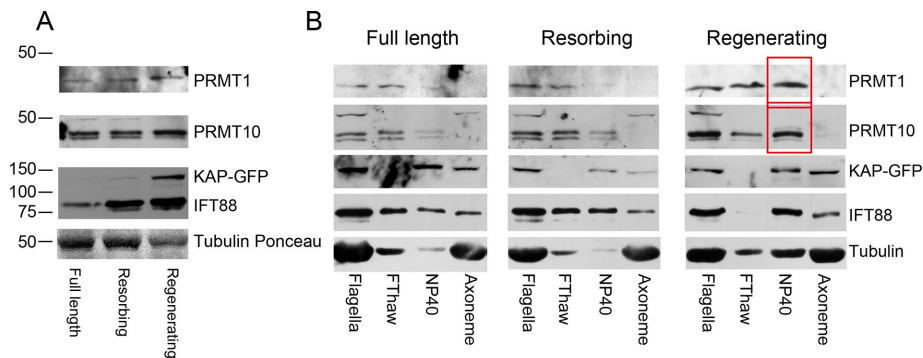 A
50
PRMT1
50
PRMT10
150
100
75
KAP-GFP
IFT88
50
Tubulin Ponceau
Full length
Resorbing
Regenerating
B
Full length
Resorbing
Regenerating
PRMT1
PRMT10
KAP-GFP
IFT88
Tubulin
Flagella
FThaw
NP40
Axoneme
Flagella
FThaw
NP40
Axoneme
Flagella
FThaw
NP40
Axoneme